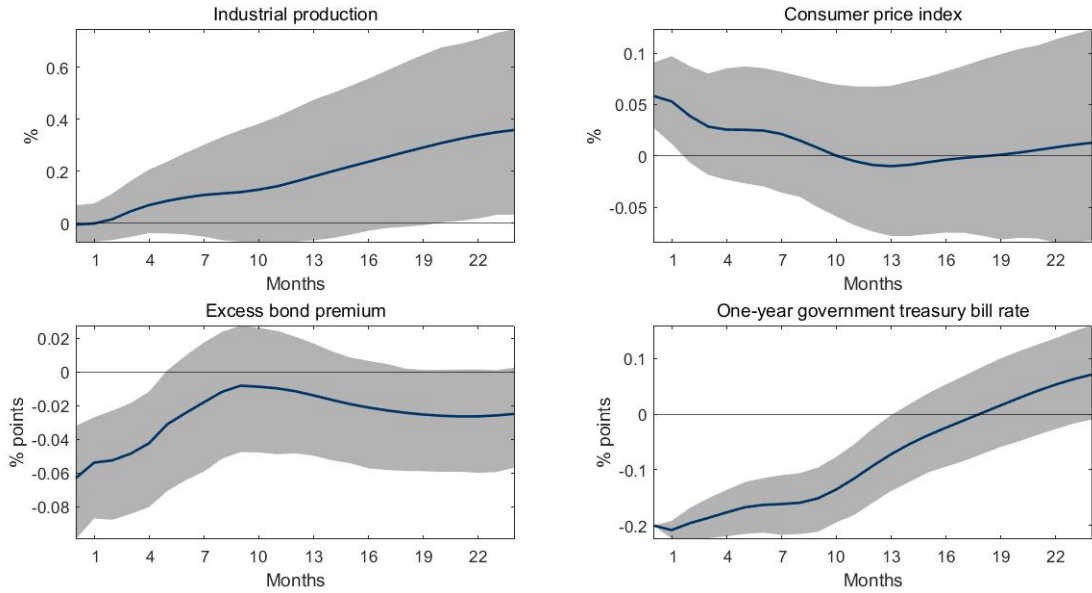 Industrial production
0.6
0.4
0.2
0
%
1 4 7 10 13 16 19 22
Months
Consumer price index
0.1
0.05
0
-0.05
%
1 4 7 10 13 16 19 22
Months
Excess bond premium
0.02
0
-0.02
-0.04
-0.06
-0.08
% points
1 4 7 10 13 16 19 22
Months
One-year government treasury bill rate
0.1
0
-0.1
-0.2
% points
1 4 7 10 13 16 19 22
Months